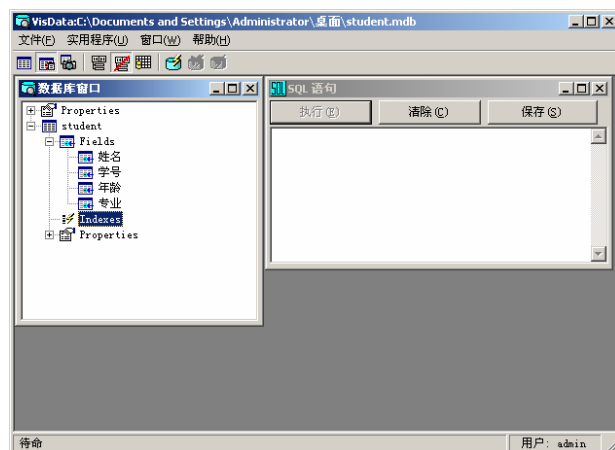 VisData:C:\Documents and Settings\Administrator\桌面\student.mdb
文件(F) 实用程序(U) 窗口(W) 帮助(H)
数据库窗口
Properties
student
Fields
姓名
学号
年龄
专业
Indexes
Properties
SQL 语句
执行(E) 清除(C) 保存(S)
待命
用户: admin